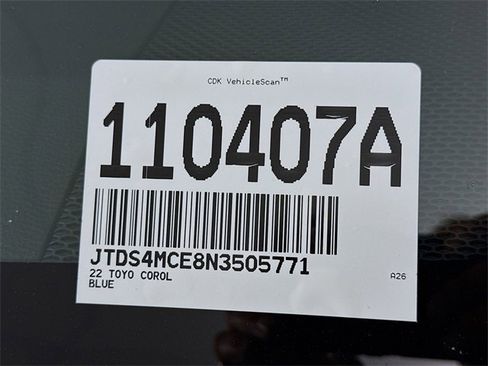 CDK VehicleScan™
110407A
JTDS4MCE8N3505771
22 TOYO COROL
BLUE
A26